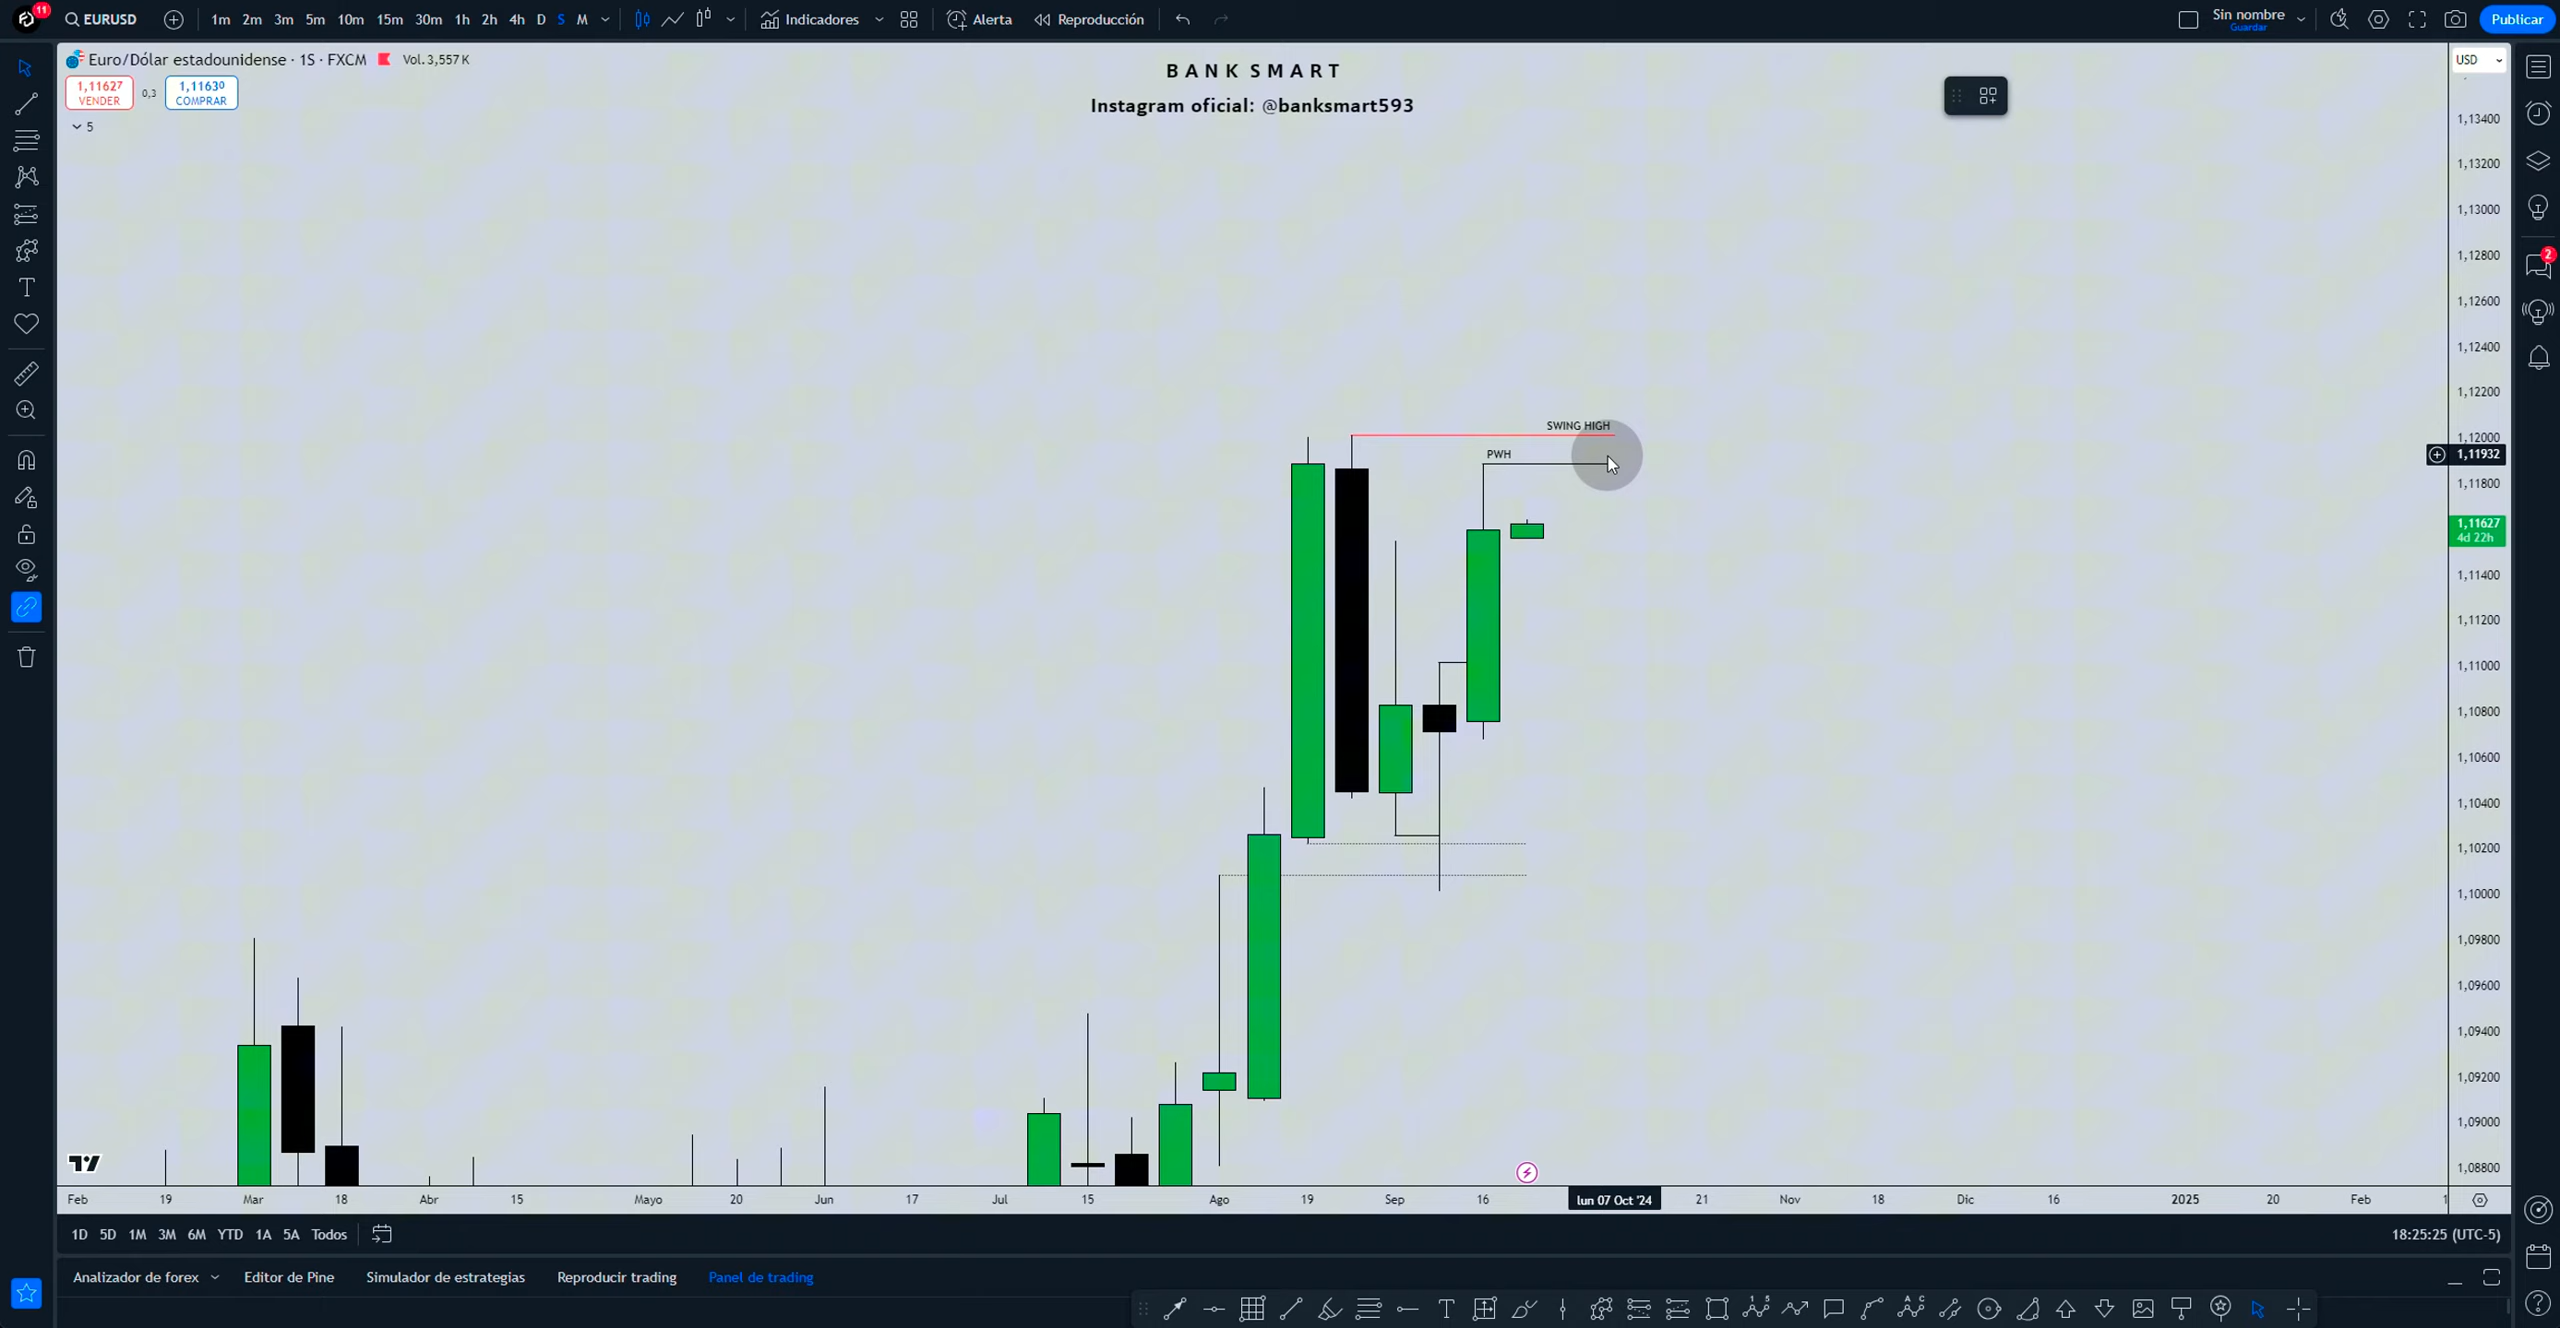 11
EURUSD
1m 2m 3m 5m 10m 15m 30m 1h 2h 4h D S M
Indicadores
Alerta
Reproducción
Sin nombre
Guardar
Publicar
Euro/Dólar estadounidense · 1S · FXCM
Vol. 3,557 K
1,11627
VENDER
0,3
1,11630
COMPRAR
5
BANK SMART
Instagram oficial: @banksmart593
USD
1,13400
1,13200
1,13000
1,12800
1,12600
1,12400
1,12200
1,12000
1,11932
1,11800
1,11627
4d 22h
1,11400
1,11200
1,11000
1,10800
1,10600
1,10400
1,10200
1,10000
1,09800
1,09600
1,09400
1,09200
1,09000
1,08800
2
SWING HIGH
PWH
Feb 19 Mar 18 Abr 15 Mayo 20 Jun 17 Jul 15 Ago 19 Sep 16 lun 07 Oct '24 21 Nov 18 Dic 16 2025 20 Feb 1
1D 5D 1M 3M 6M YTD 1A 5A Todos
18:25:25 (UTC-5)
Analizador de forex
Editor de Pine
Simulador de estrategias
Reproducir trading
Panel de trading